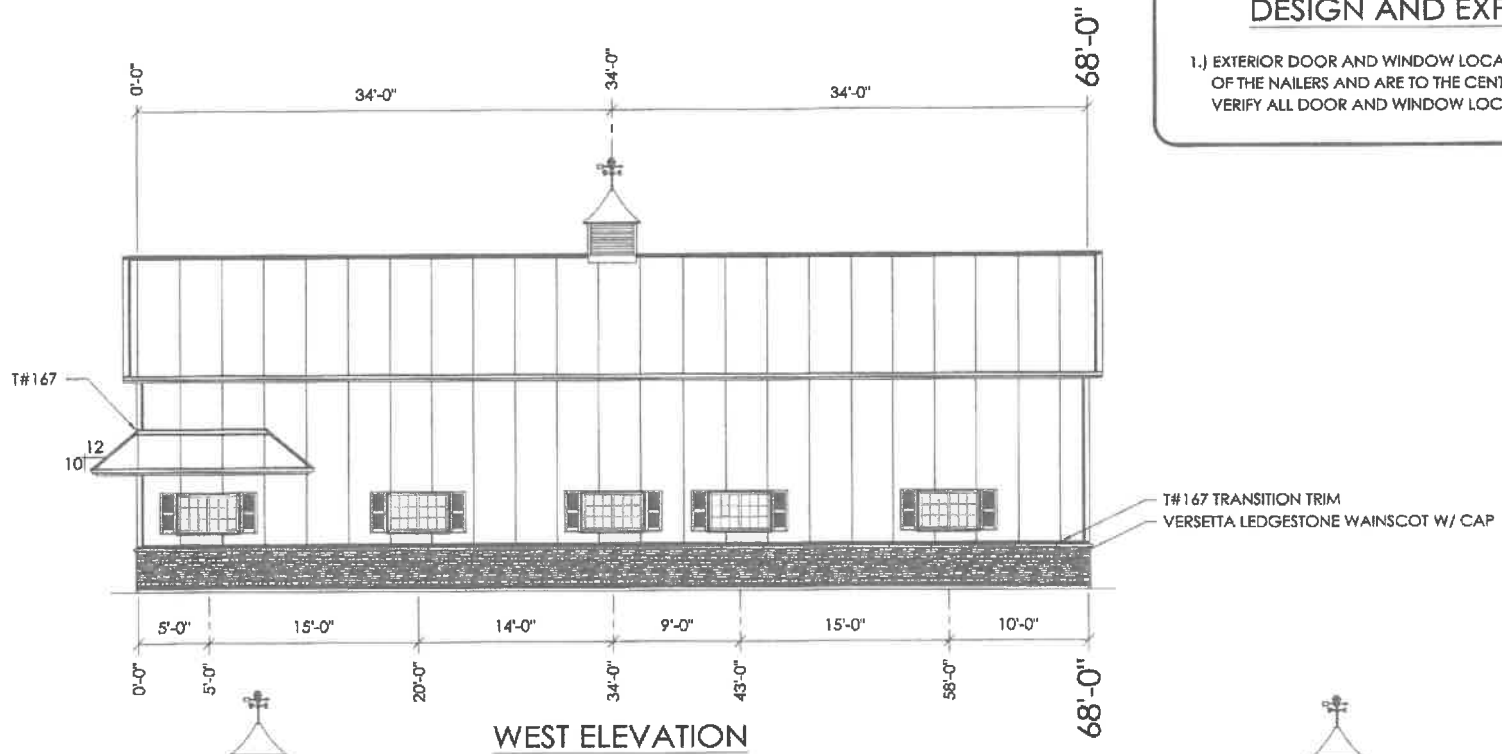 DESIGN AND EXP
1.) EXTERIOR DOOR AND WINDOW LOCA
OF THE NAILERS AND ARE TO THE CENT
VERIFY ALL DOOR AND WINDOW LOC
0'-0"
34'-0"
34'-0"
34'-0"
68'-0"
T#167
12
10
T#167 TRANSITION TRIM
VERSETTA LEDGESTONE WAINSCOT W/ CAP
5'-0"
15'-0"
14'-0"
9'-0"
15'-0"
10'-0"
0'-0"
5'-0"
20'-0"
34'-0"
43'-0"
58'-0"
68'-0"
WEST ELEVATION